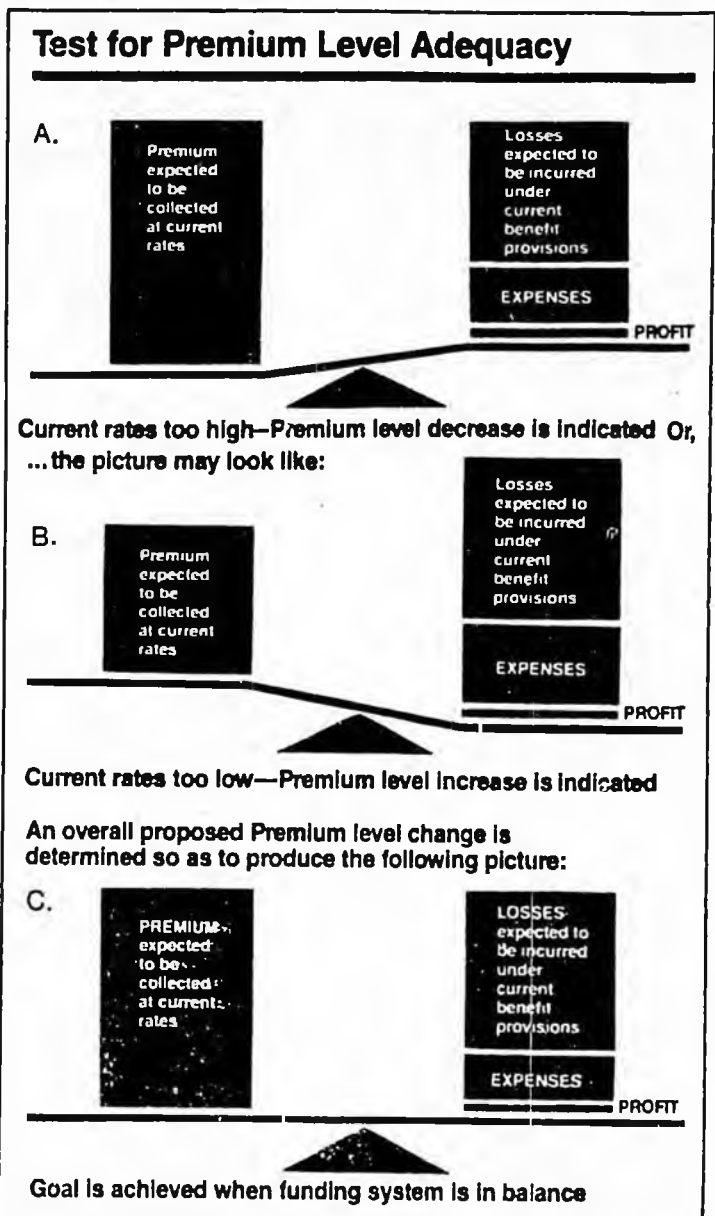 Test for Premium Level Adequacy
A.
Premium
expected
to be
collected
at current
rates
Losses
expected to
be incurred
under
current
benefit
provisions
EXPENSES
PROFIT
Current rates too high—Premium level decrease is indicated Or,
...the picture may look like:
B.
Premium
expected
to be
collected
at current
rates
Losses
expected to
be incurred
under
current
benefit
provisions
EXPENSES
PROFIT
Current rates too low—Premium level increase is indicated
An overall proposed Premium level change is
determined so as to produce the following picture:
C.
PREMIUM
expected
to be
collected
at current
rates
LOSSES
expected to
be incurred
under
current
benefit
provisions
EXPENSES
PROFIT
Goal is achieved when funding system is in balance